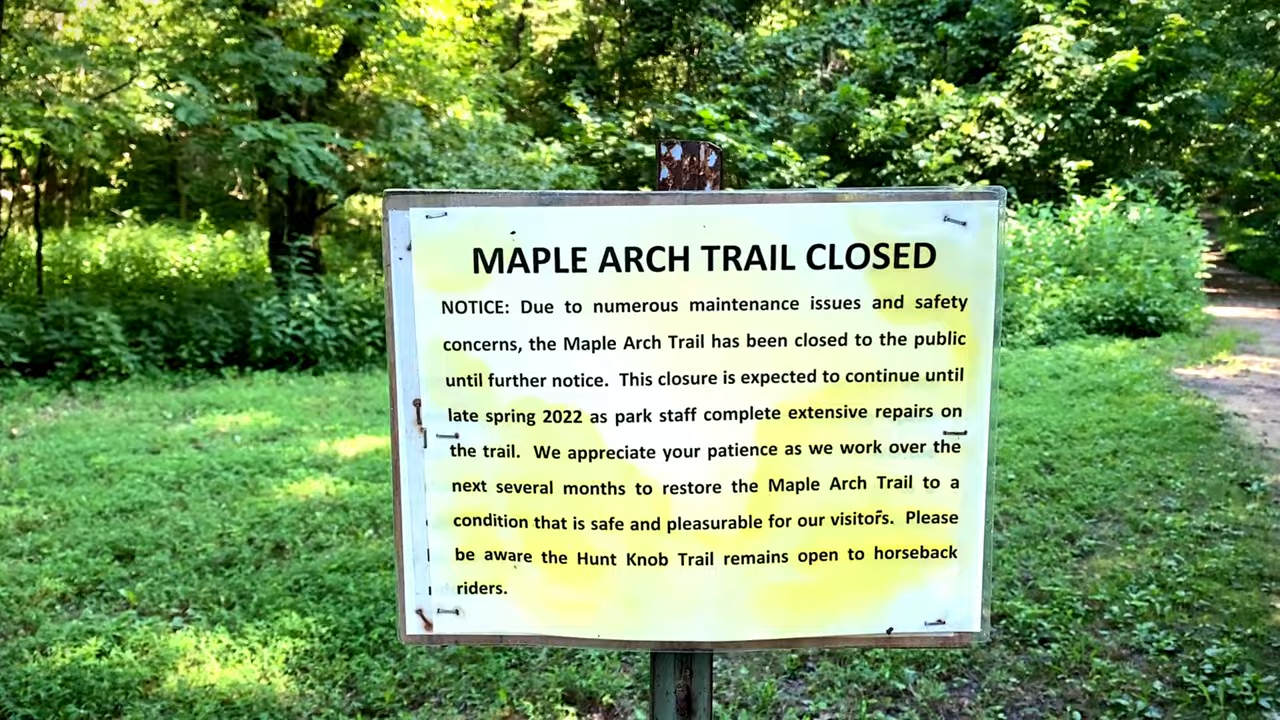 MAPLE ARCH TRAIL CLOSED
NOTICE: Due to numerous maintenance issues and safety
concerns, the Maple Arch Trail has been closed to the public
until further notice. This closure is expected to continue until
late spring 2022 as park staff complete extensive repairs on
the trail. We appreciate your patience as we work over the
next several months to restore the Maple Arch Trail to a
condition that is safe and pleasurable for our visitors. Please
be aware the Hunt Knob Trail remains open to horseback
riders.